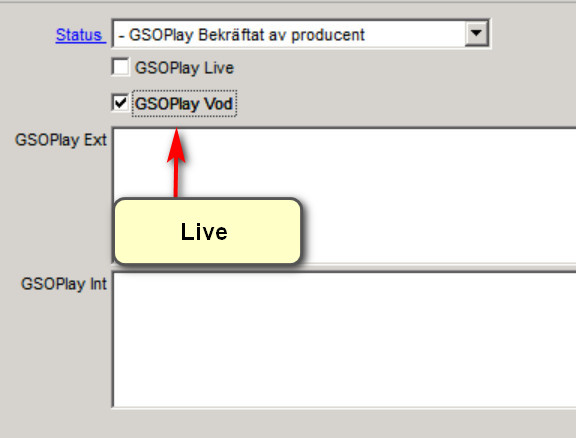 Status - GSOPlay Bekräftat av producent
GSOPlay Live
GSOPlay Vod
GSOPlay Ext
Live
GSOPlay Int